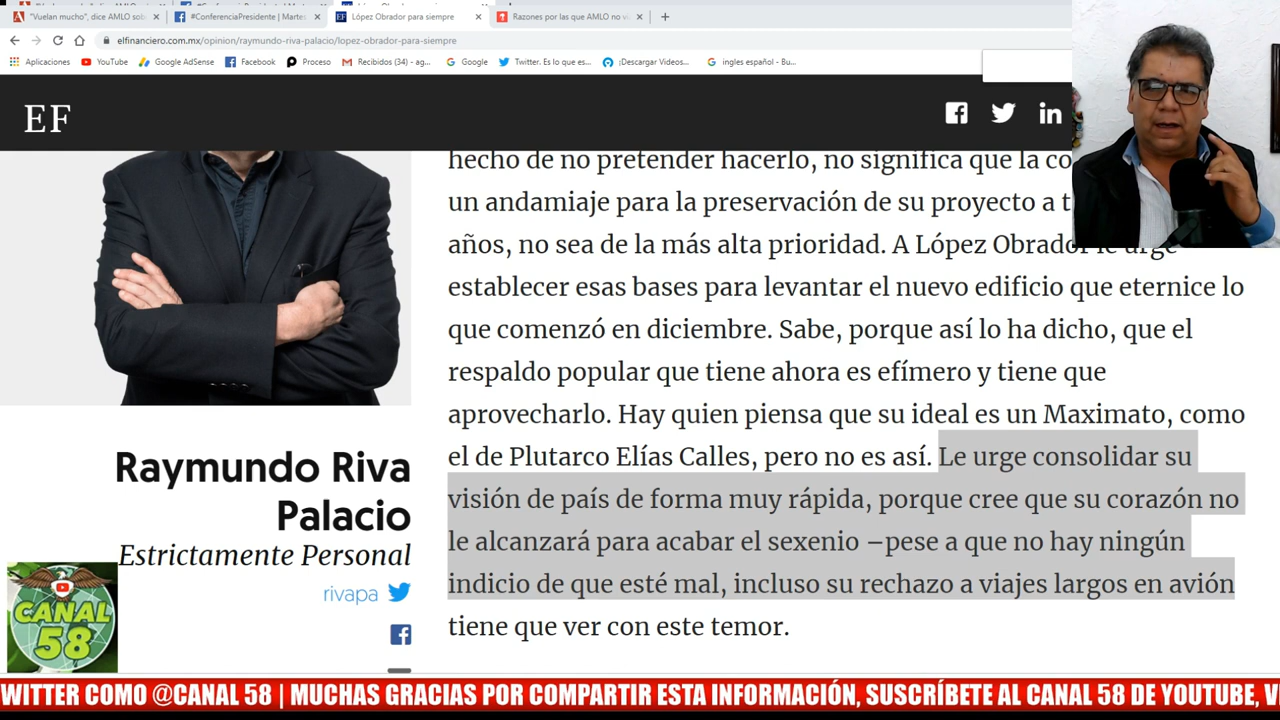 "Vuelan mucho", dice AMLO sob
#ConferenciaPresidente | Martes
López Obrador para siempre
Razones por las que AMLO no v
elfinanciero.com.mx/opinion/raymundo-riva-palacio/lopez-obrador-para-siempre
Aplicaciones
YouTube
Google AdSense
Facebook
Proceso
Recibidos (34) - ag...
Google
Twitter. Es lo que es...
¡Descargar Videos...
ingles español - Bu...
EF
hecho de no pretender hacerlo, no significa que la co
un andamiaje para la preservación de su proyecto a t
años, no sea de la más alta prioridad. A López Obrador le urge
establecer esas bases para levantar el nuevo edificio que eternice lo
que comenzó en diciembre. Sabe, porque así lo ha dicho, que el
respaldo popular que tiene ahora es efímero y tiene que
aprovecharlo. Hay quien piensa que su ideal es un Maximato, como
el de Plutarco Elías Calles, pero no es así. Le urge consolidar su
visión de país de forma muy rápida, porque cree que su corazón no
le alcanzará para acabar el sexenio –pese a que no hay ningún
indicio de que esté mal, incluso su rechazo a viajes largos en avión
tiene que ver con este temor.
Raymundo Riva
Palacio
Estrictamente Personal
rivapa
CANAL
58
WITTER COMO @CANAL 58 | MUCHAS GRACIAS POR COMPARTIR ESTA INFORMACIÓN, SUSCRÍBETE AL CANAL 58 DE YOUTUBE, V